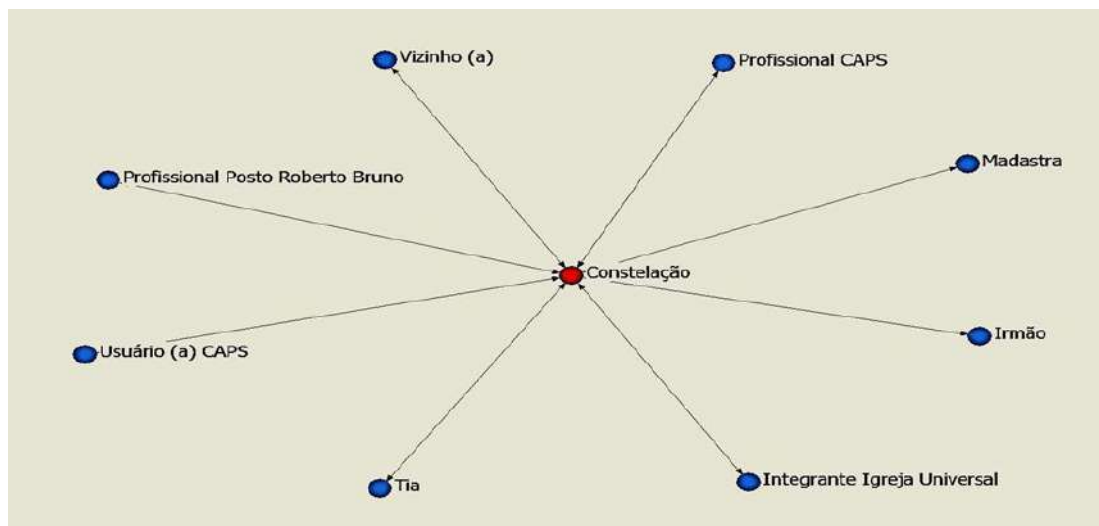 Vizinho (a)
Profissional CAPS
Madastra
Profissional Posto Roberto Bruno
Constelação
Irmão
Usuário (a) CAPS
Tia
Integrante Igreja Universal